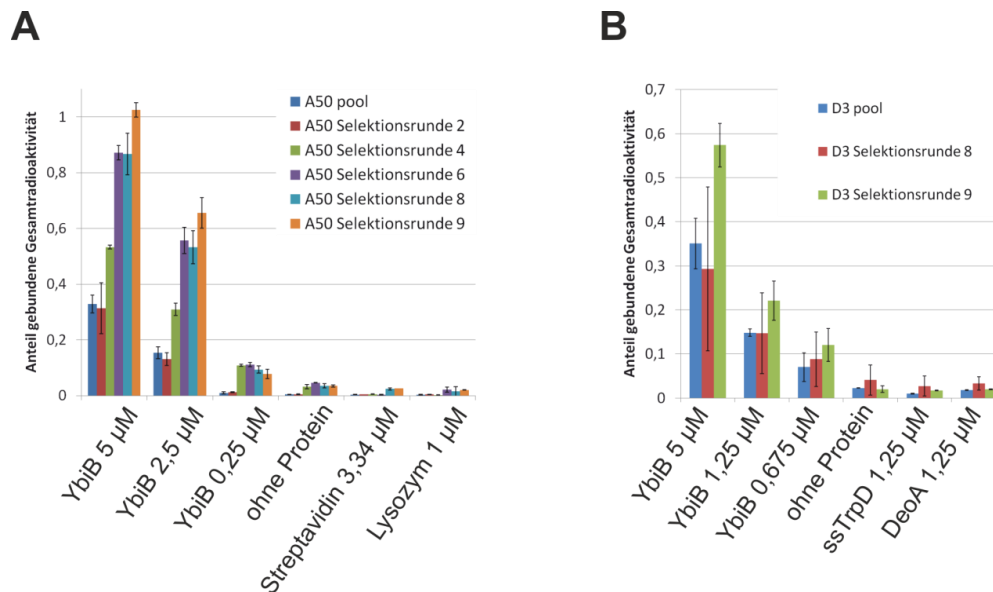 A
Anteil gebundene Gesamtradioaktivität
1
0,8
0,6
0,4
0,2
0
A50 pool
A50 Selektionsrunde 2
A50 Selektionsrunde 4
A50 Selektionsrunde 6
A50 Selektionsrunde 8
A50 Selektionsrunde 9
YbiB 5 µM
YbiB 2,5 µM
YbiB 0,25 µM
ohne Protein
Streptavidin 3,34 µM
Lysozym 1 µM
B
Anteil gebundene Gesamtradioaktivität
0,7
0,6
0,5
0,4
0,3
0,2
0,1
0
D3 pool
D3 Selektionsrunde 8
D3 Selektionsrunde 9
YbiB 5 µM
YbiB 1,25 µM
YbiB 0,675 µM
ohne Protein
ssTrpD 1,25 µM
DeoA 1,25 µM